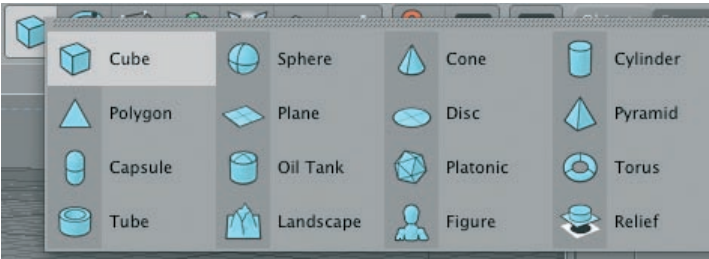 Cube Sphere Cone Cylinder
Polygon Plane Disc Pyramid
Capsule Oil Tank Platonic Torus
Tube Landscape Figure Relief